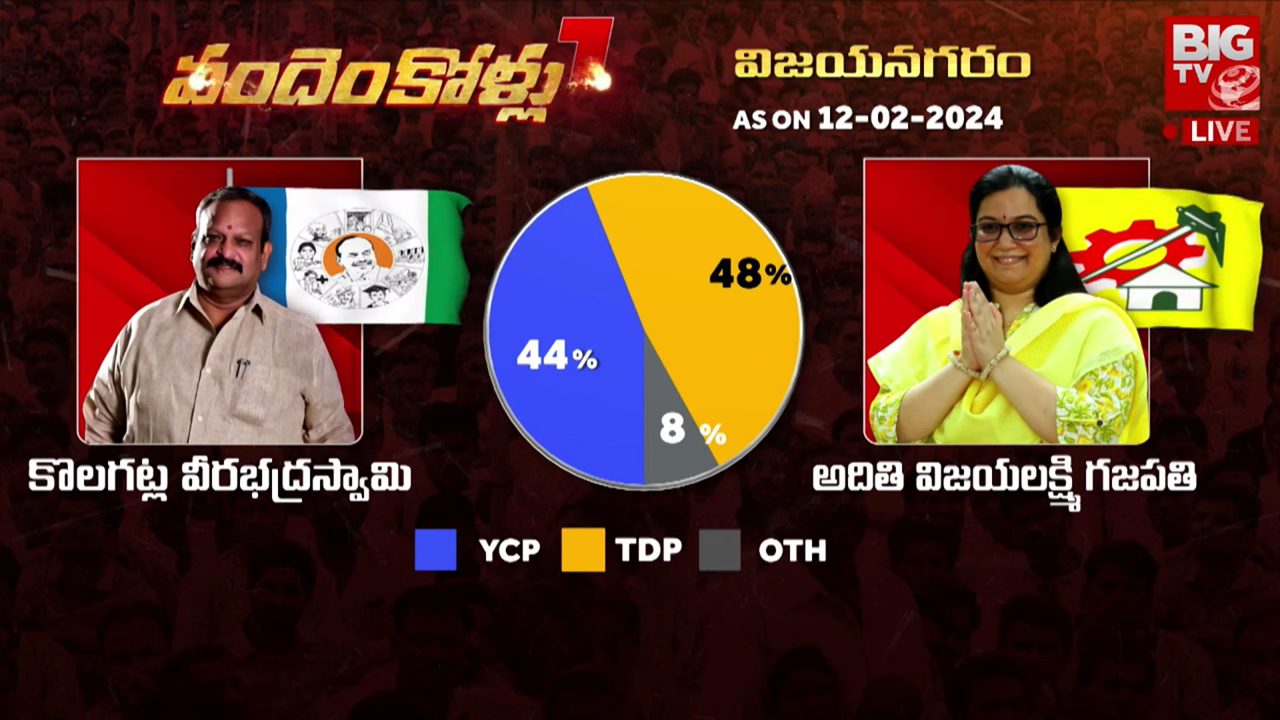 పందెంకోళ్లు 1
విజయనగరం
AS ON 12-02-2024
BIG
TV
LIVE
48%
44%
8 %
కొలగట్ల వీరభద్రస్వామి
అదితి విజయలక్ష్మి గజపతి
YCP TDP OTH